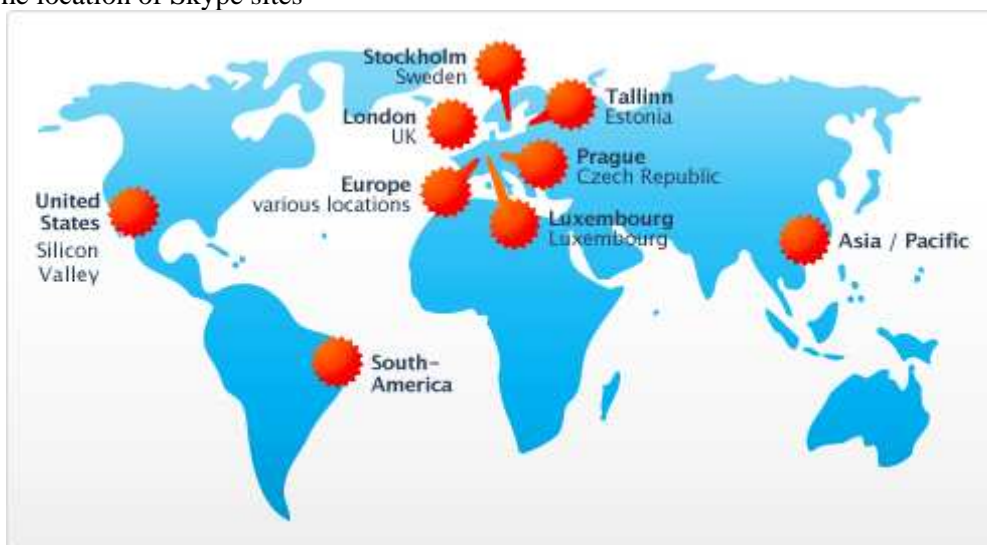 location of Skype sites
Stockholm
Sweden
Tallinn
Estonia
London
UK
Prague
Czech Republic
Europe
various locations
Luxembourg
Luxembourg
United
States
Silicon
Valley
Asia / Pacific
South-
America